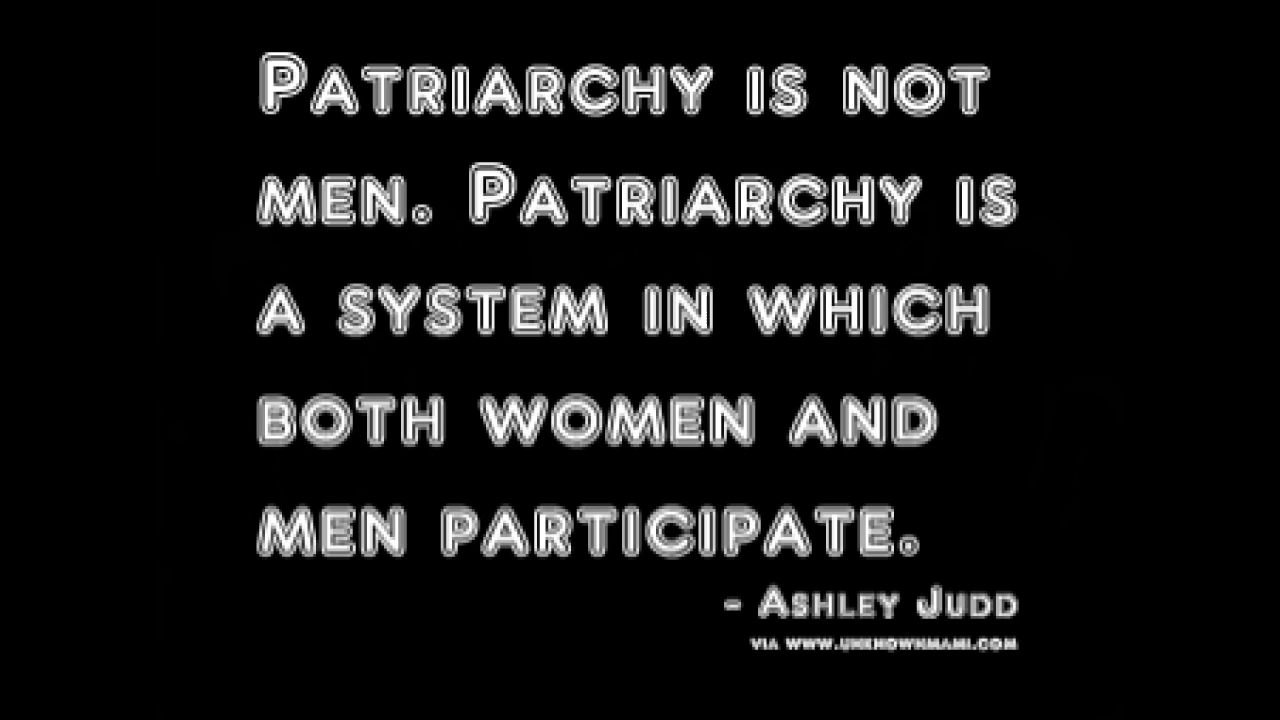 Patriarchy is not
men. Patriarchy is
a system in which
both women and
men participate.
- Ashley Judd
via www.unknownmami.com